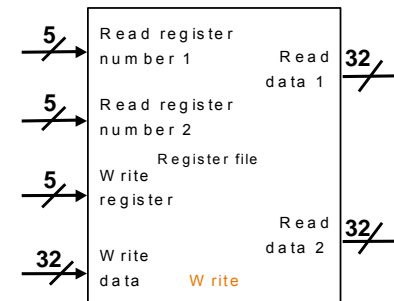 5
Read register
number 1
32
Read
data 1
5
Read register
number 2
Register file
5
Write
register
32
Read
data 2
32
Write
data
Write